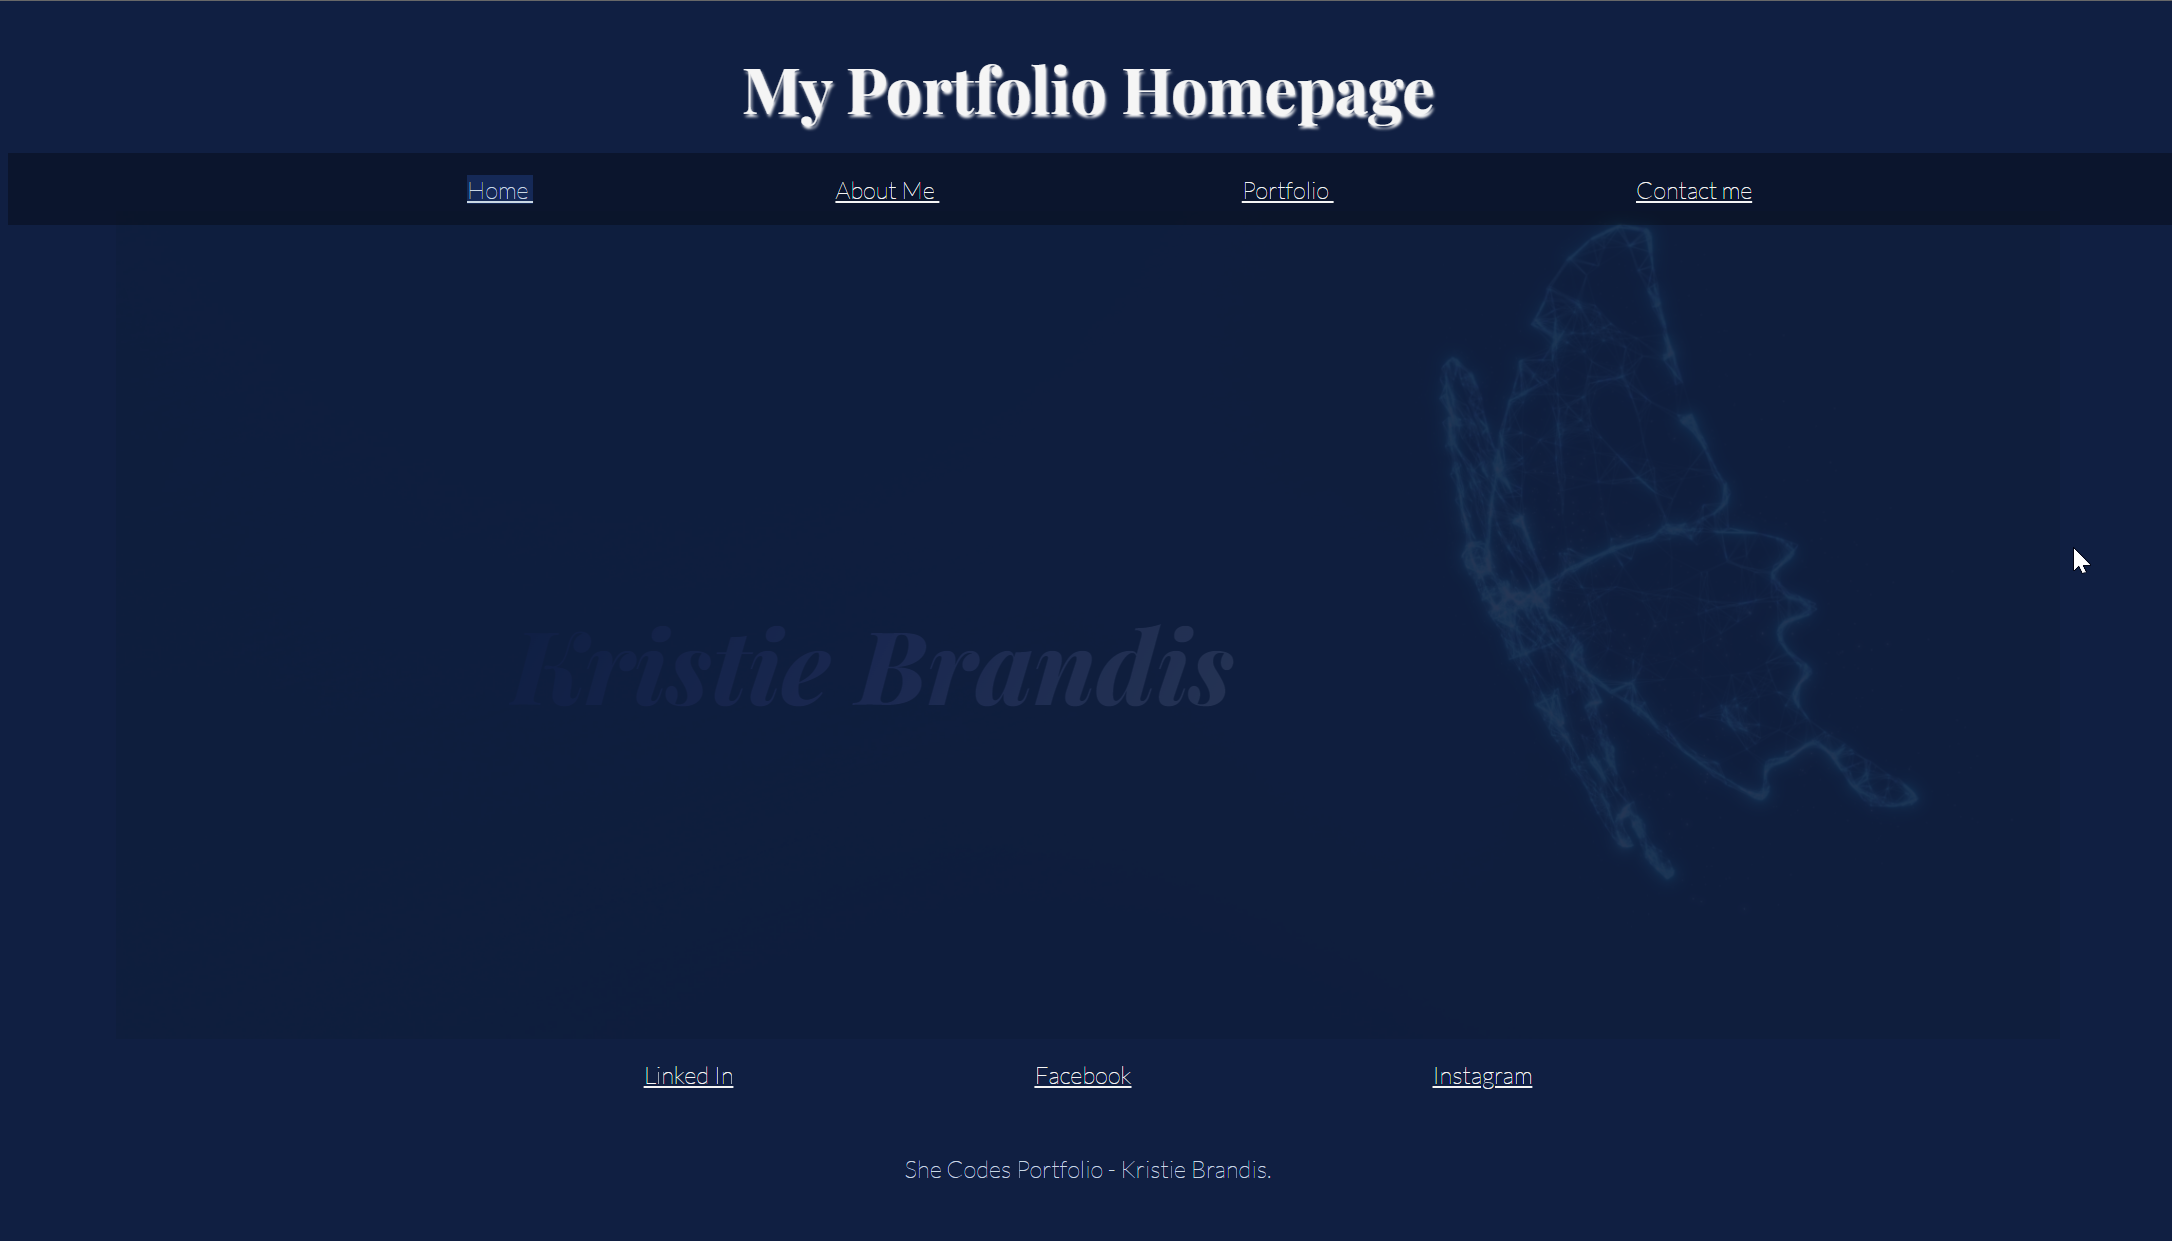 My Portfolio Homepage
Home About Me Portfolio Contact me
Kristie Brandis
Linked In Facebook Instagram
She Codes Portfolio - Kristie Brandis.